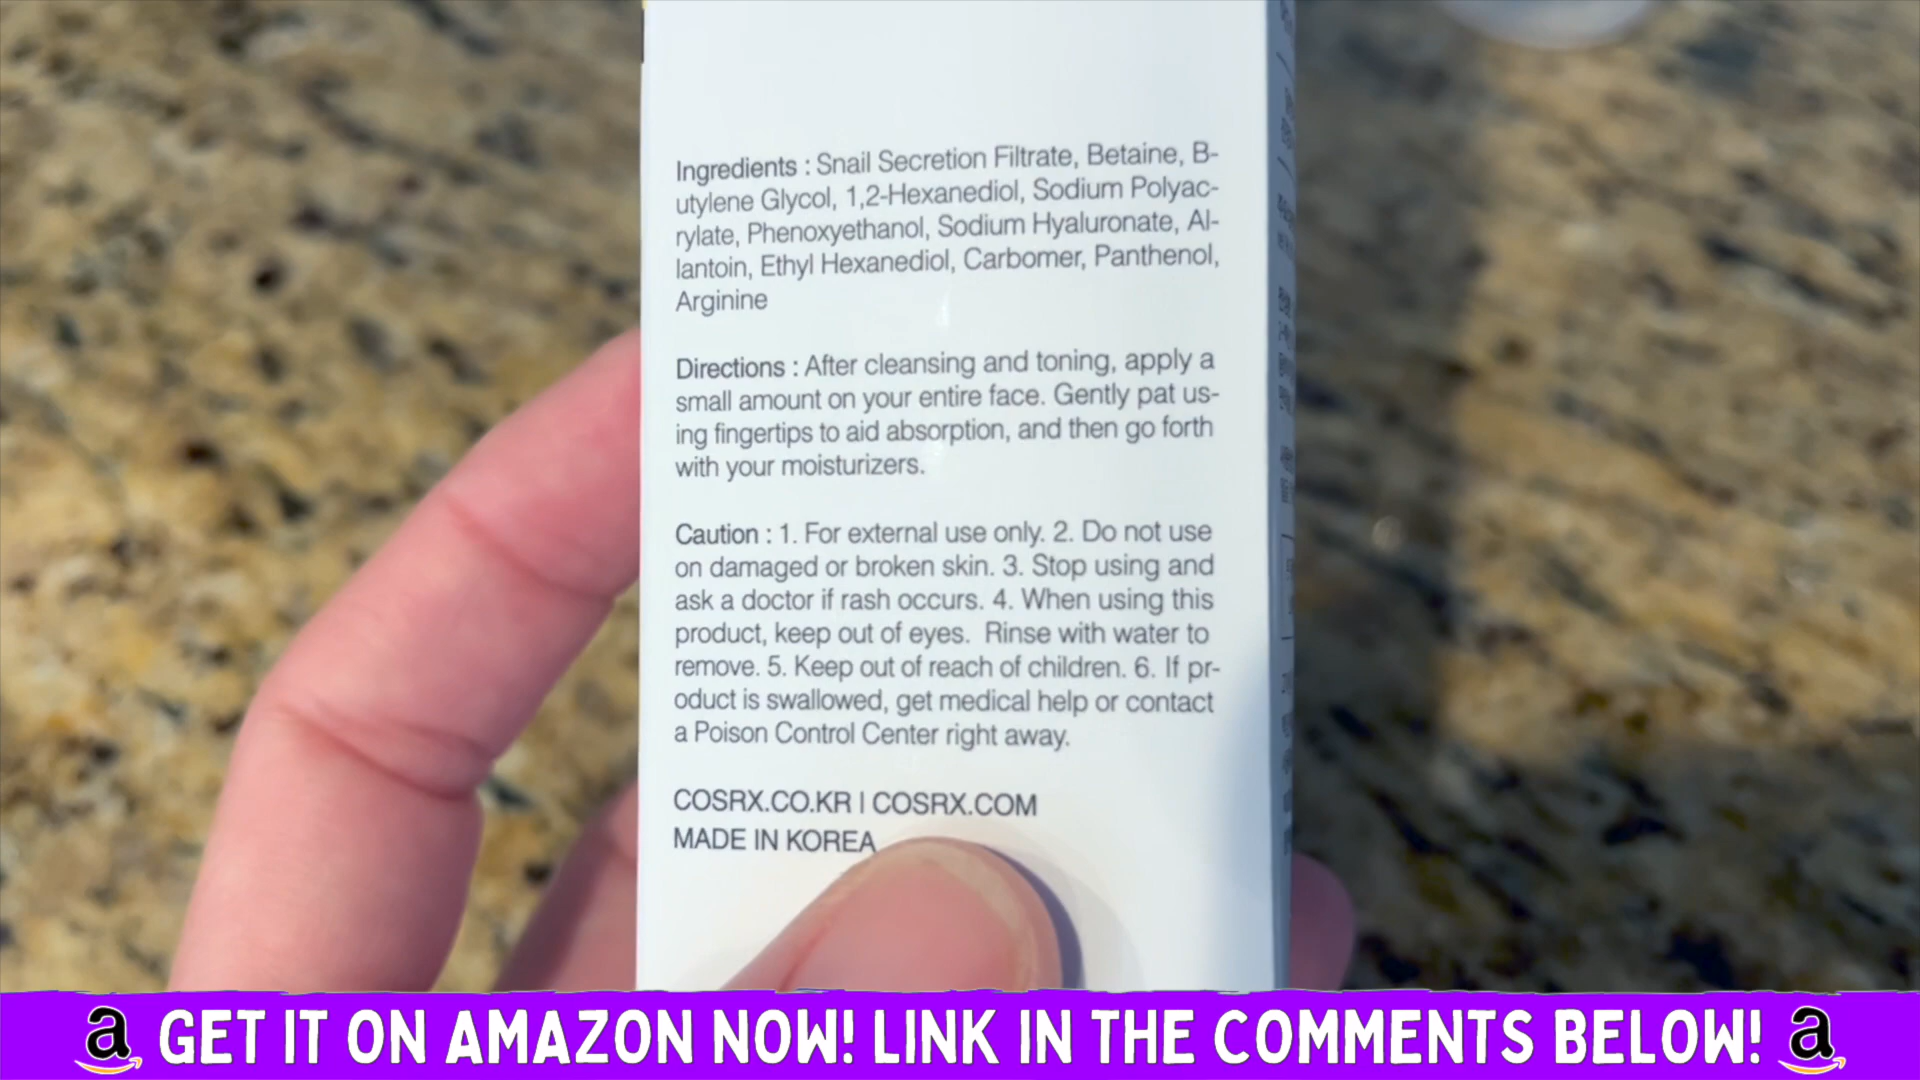 Ingredients : Snail Secretion Filtrate, Betaine, B-
utylene Glycol, 1,2-Hexanediol, Sodium Polyac-
rylate, Phenoxyethanol, Sodium Hyaluronate, Al-
lantoin, Ethyl Hexanediol, Carbomer, Panthenol,
Arginine
Directions : After cleansing and toning, apply a
small amount on your entire face. Gently pat us-
ing fingertips to aid absorption, and then go forth
with your moisturizers.
Caution : 1. For external use only. 2. Do not use
on damaged or broken skin. 3. Stop using and
ask a doctor if rash occurs. 4. When using this
product, keep out of eyes. Rinse with water to
remove. 5. Keep out of reach of children. 6. If pr-
oduct is swallowed, get medical help or contact
a Poison Control Center right away.
COSRX.CO.KR | COSRX.COM
MADE IN KOREA
a GET IT ON AMAZON NOW! LINK IN THE COMMENTS BELOW! a